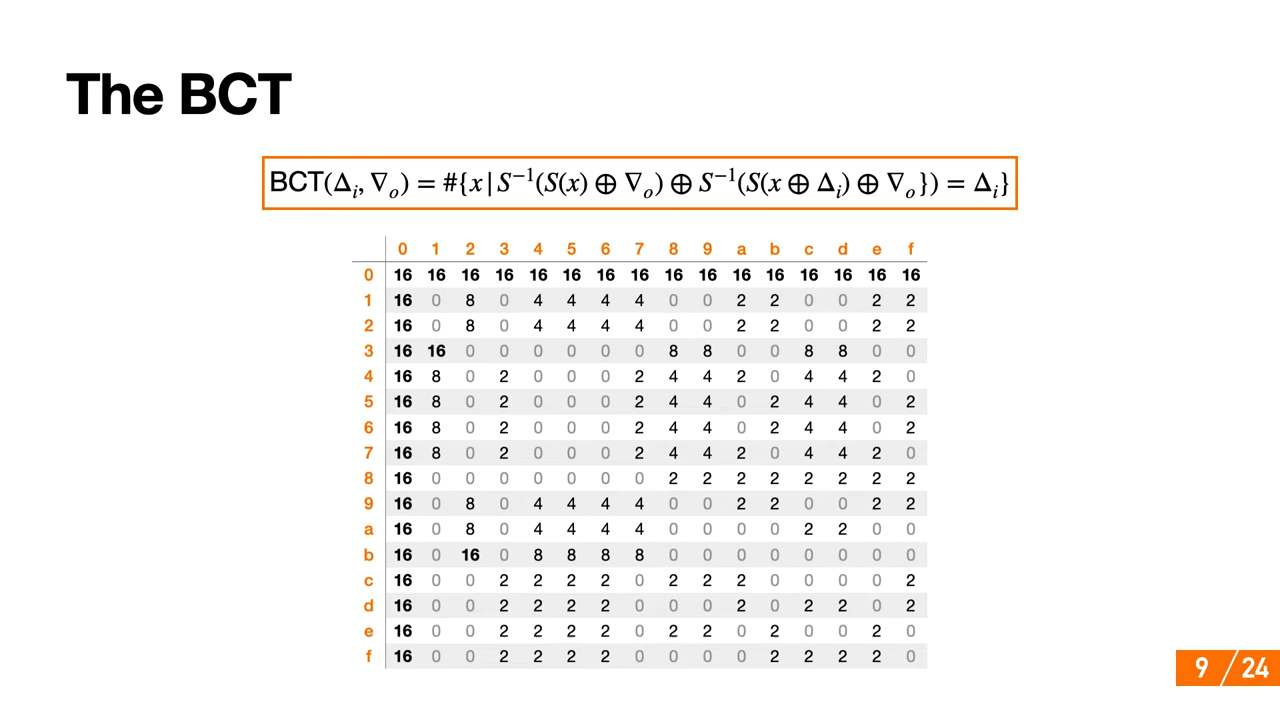 The BCT
BCT(Δᵢ, ∇ₒ) = #{x | S⁻¹(S(x) ⊕ ∇ₒ) ⊕ S⁻¹(S(x ⊕ Δᵢ) ⊕ ∇ₒ}) = Δᵢ}
0 1 2 3 4 5 6 7 8 9 a b c d e f
0 16 16 16 16 16 16 16 16 16 16 16 16 16 16 16 16
1 16 0 8 0 4 4 4 4 0 0 2 2 0 0 2 2
2 16 0 8 0 4 4 4 4 0 0 2 2 0 0 2 2
3 16 16 0 0 0 0 0 0 8 8 0 0 8 8 0 0
4 16 8 0 2 0 0 0 2 4 4 2 0 4 4 2 0
5 16 8 0 2 0 0 0 2 4 4 0 2 4 4 0 2
6 16 8 0 2 0 0 0 2 4 4 0 2 4 4 0 2
7 16 8 0 2 0 0 0 2 4 4 2 0 4 4 2 0
8 16 0 0 0 0 0 0 0 2 2 2 2 2 2 2 2
9 16 0 8 0 4 4 4 4 0 0 2 2 0 0 2 2
a 16 0 8 0 4 4 4 4 0 0 0 0 2 2 0 0
b 16 0 16 0 8 8 8 8 0 0 0 0 0 0 0 0
c 16 0 0 2 2 2 2 0 2 2 2 0 0 0 0 2
d 16 0 0 2 2 2 2 0 0 0 2 0 2 2 0 2
e 16 0 0 2 2 2 2 0 2 2 0 2 0 0 2 0
f 16 0 0 2 2 2 2 0 0 0 0 2 2 2 2 0
9 / 24